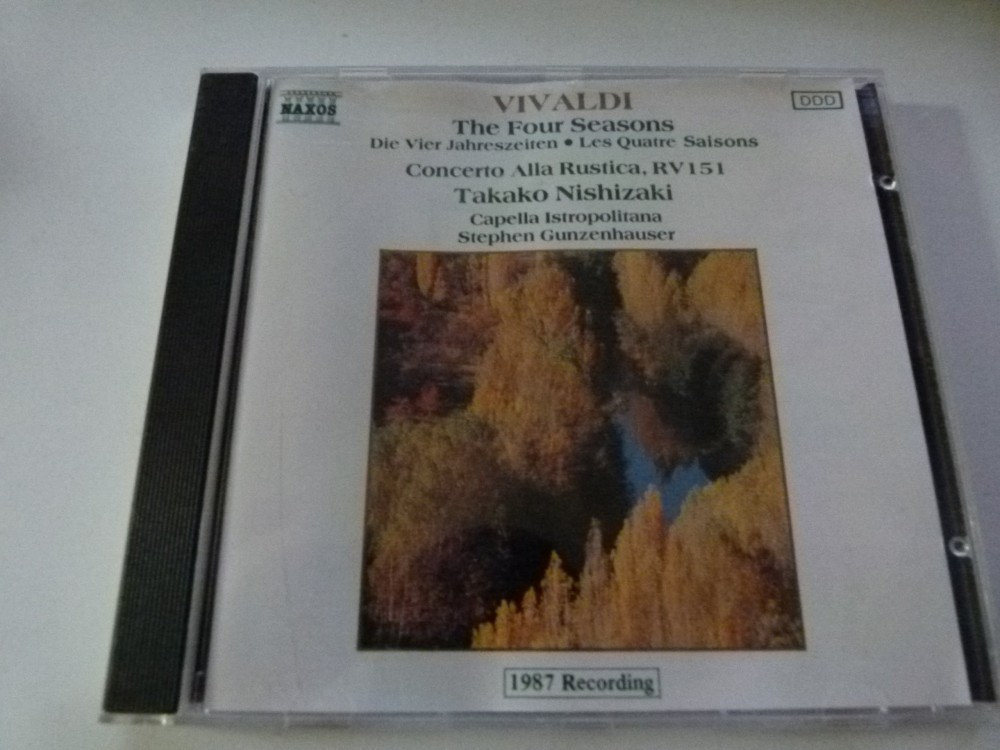 NAXOS
DDD
VIVALDI
The Four Seasons
Die Vier Jahreszeiten • Les Quatre Saisons
Concerto Alla Rustica, RV151
Takako Nishizaki
Capella Istropolitana
Stephen Gunzenhauser
1987 Recording